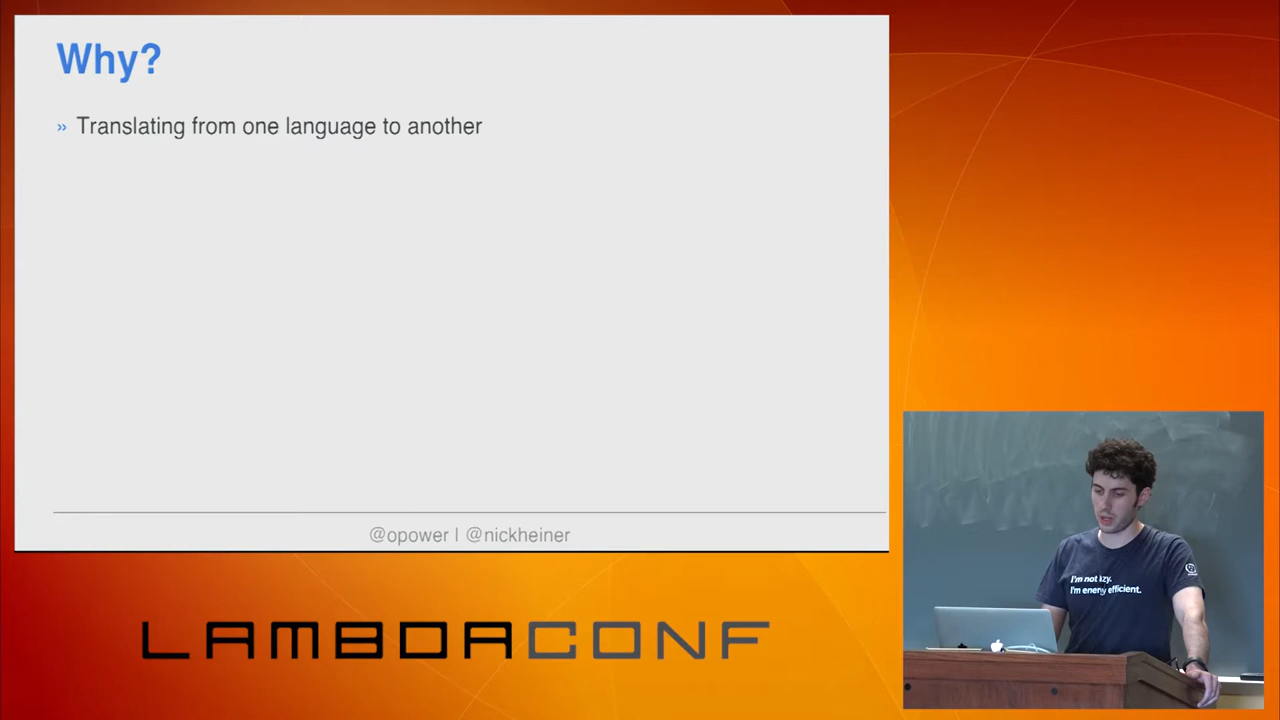 Why?
» Translating from one language to another
@opower | @nickheiner
LAMBDACONF
I'm not lazy.
I'm energy efficient.